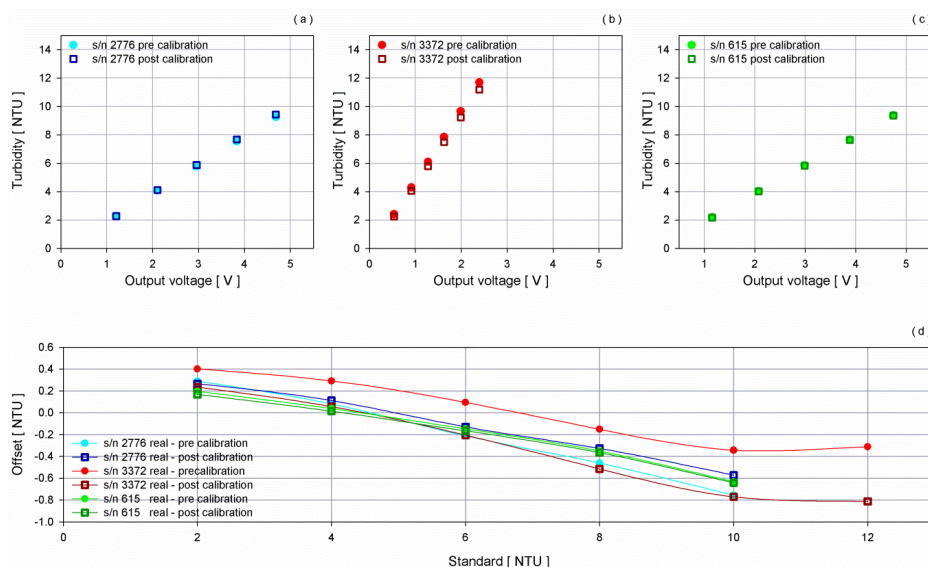 ( a )
s/n 2776 pre calibration
s/n 2776 post calibration
14
12
10
8
6
4
2
0
Turbidity [ NTU ]
0 1 2 3 4 5
Output voltage [ V ]
( b )
s/n 3372 pre calibration
s/n 3372 post calibration
14
12
10
8
6
4
2
0
Turbidity [ NTU ]
0 1 2 3 4 5
Output voltage [ V ]
( c )
s/n 615 pre calibration
s/n 615 post calibration
14
12
10
8
6
4
2
0
Turbidity [ NTU ]
1 2 3 4 5
Output voltage [ V ]
( d )
0.6
0.4
0.2
0.0
-0.2
-0.4
-0.6
-0.8
-1.0
Offset [ NTU ]
s/n 2776 real - pre calibration
s/n 2776 real - post calibration
s/n 3372 real - precalibration
s/n 3372 real - post calibration
s/n 615 real - pre calibration
s/n 615 real - post calibration
0 2 4 6 8 10 12
Standard [ NTU ]